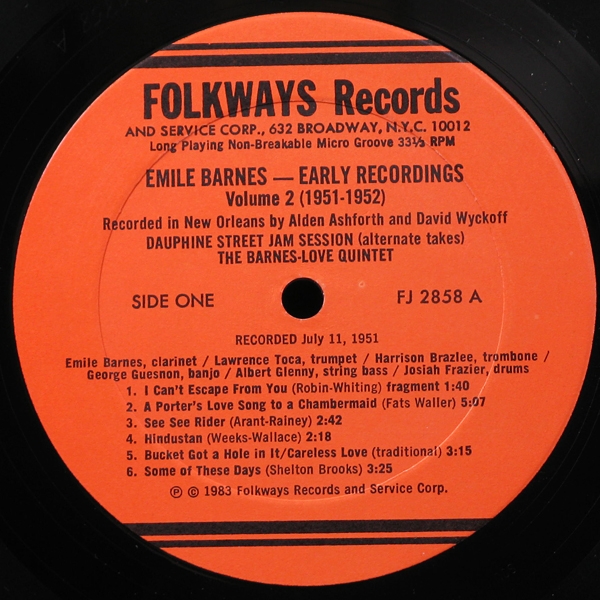 FOLKWAYS Records
AND SERVICE CORP., 632 BROADWAY, N.Y.C. 10012
Long Playing Non-Breakable Micro Groove 33⅓ RPM
EMILE BARNES — EARLY RECORDINGS
Volume 2 (1951-1952)
Recorded in New Orleans by Alden Ashforth and David Wyckoff
DAUPHINE STREET JAM SESSION (alternate takes)
THE BARNES-LOVE QUINTET
SIDE ONE FJ 2858 A
RECORDED July 11, 1951
Emile Barnes, clarinet / Lawrence Toca, trumpet / Harrison Brazlee, trombone /
George Guesnon, banjo / Albert Glenny, string bass / Josiah Frazier, drums
1. I Can't Escape From You (Robin-Whiting) fragment 1:40
2. A Porter's Love Song to a Chambermaid (Fats Waller) 5:07
3. See See Rider (Arant-Rainey) 2:42
4. Hindustan (Weeks-Wallace) 2:18
5. Bucket Got a Hole in It/Careless Love (traditional) 3:15
6. Some of These Days (Shelton Brooks) 3:25
℗ © 1983 Folkways Records and Service Corp.